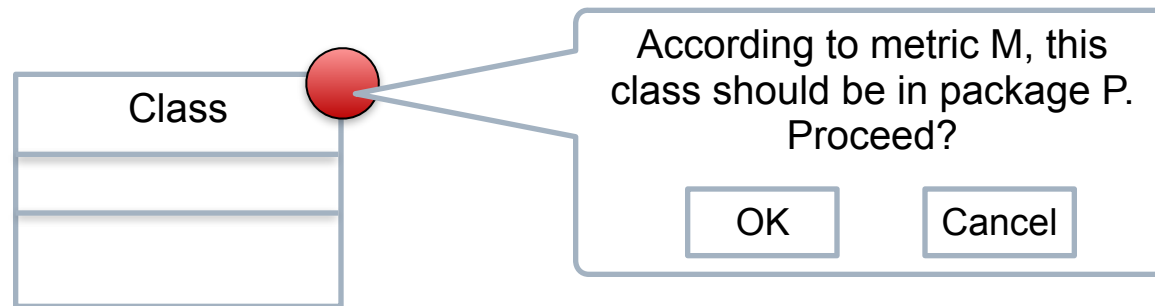 Class
According to metric M, this
class should be in package P.
Proceed?
OK
Cancel